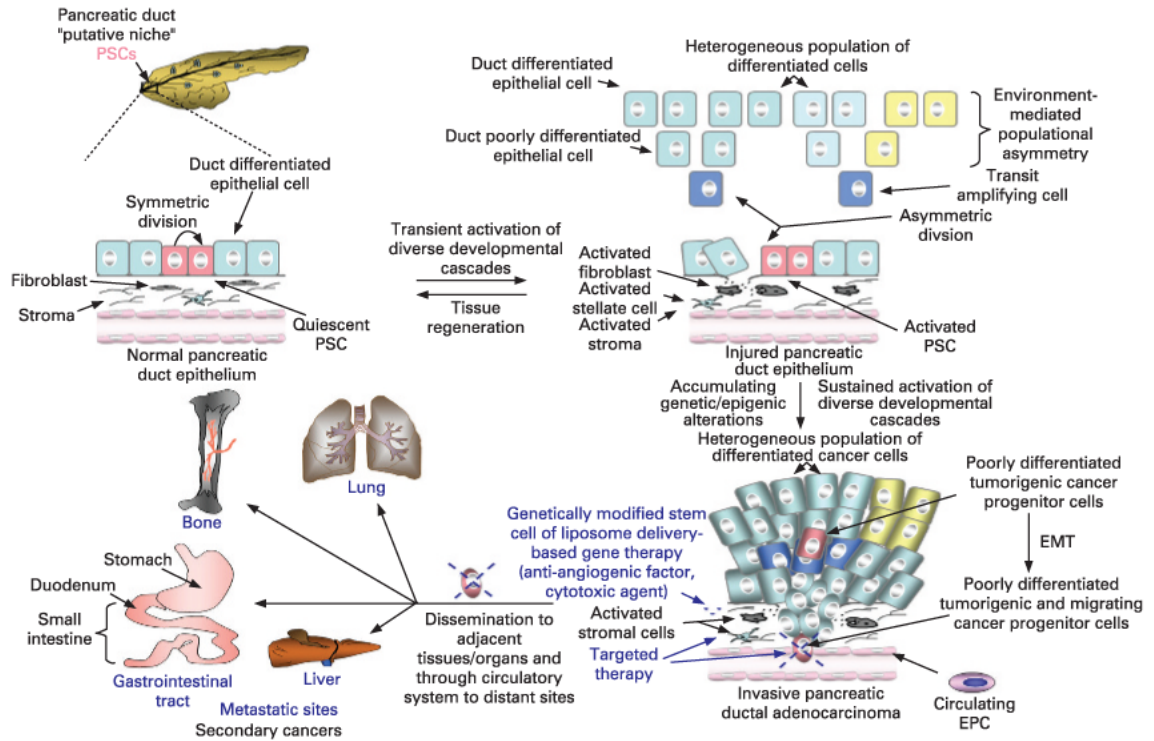 Pancreatic duct
"putative niche"
PSCs
Duct differentiated
epithelial cell
Symmetric
division
Fibroblast
Stroma
Quiescent
PSC
Normal pancreatic
duct epithelium
Transient activation of
diverse developmental
cascades
Tissue
regeneration
Heterogeneous population of
differentiated cells
Duct differentiated
epithelial cell
Duct poorly differentiated
epithelial cell
Environment-
mediated
populational
asymmetry
Transit
amplifying cell
Asymmetric
divsion
Activated
fibroblast
Activated
stellate cell
Activated
stroma
Activated
PSC
Injured pancreatic
duct epithelium
Accumulating
genetic/epigenic
alterations
Sustained activation of
diverse developmental
cascades
Heterogeneous population of
differentiated cancer cells
Poorly differentiated
tumorigenic cancer
progenitor cells
EMT
Poorly differentiated
tumorigenic and migrating
cancer progenitor cells
Genetically modified stem
cell of liposome delivery-
based gene therapy
(anti-angiogenic factor,
cytotoxic agent)
Activated
stromal cells
Targeted
therapy
Invasive pancreatic
ductal adenocarcinoma
Circulating
EPC
Dissemination to
adjacent
tissues/organs and
through circulatory
system to distant sites
Lung
Bone
Stomach
Duodenum
Small
intestine
Gastrointestinal
tract
Liver
Metastatic sites
Secondary cancers